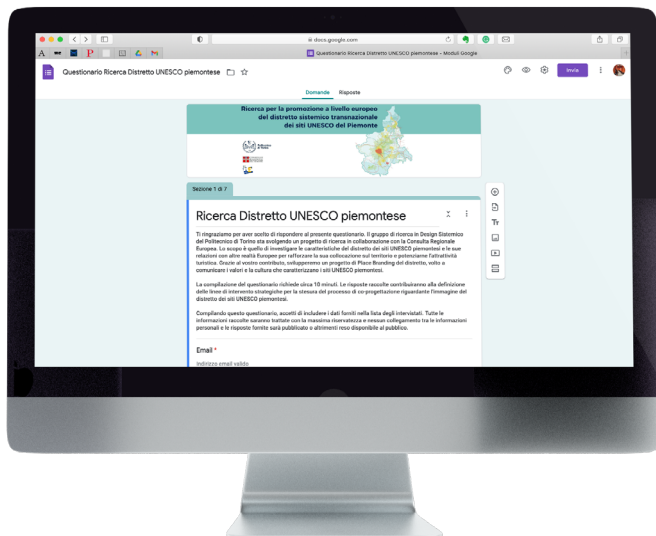 docs.google.com
Questionario Ricerca Distretto UNESCO piemontese - Moduli Google
Questionario Ricerca Distretto UNESCO piemontese
Invia
Domande Risposte
Ricerca per la promozione a livello europeo
del distretto sistemico transnazionale
dei siti UNESCO del Piemonte
Sezione 1 di 7
Ricerca Distretto UNESCO piemontese
Ti ringraziamo per aver scelto di rispondere al presente questionario. Il gruppo di ricerca in Design Sistemico
del Politecnico di Torino sta svolgendo un progetto di ricerca in collaborazione con la Consulta Regionale
Europea. Lo scopo è quello di investigare le caratteristiche del distretto dei siti UNESCO piemontesi e le sue
relazioni con altre realtà Europee per rafforzare la sua collocazione sul territorio e potenziarne l'attrattività
turistica. Grazie al vostro contributo, svilupperemo un progetto di Place Branding del distretto, volto a
comunicare i valori e la cultura che caratterizzano i siti UNESCO piemontesi.
La compilazione del questionario richiede circa 10 minuti. Le risposte raccolte contribuiranno alla definizione
delle linee di intervento strategiche per la stesura del processo di co-progettazione riguardante l'immagine del
distretto dei siti UNESCO piemontesi.
Compilando questo questionario, accetti di includere i dati forniti nella lista degli intervistati. Tutte le
informazioni raccolte saranno trattate con la massima riservatezza e nessun collegamento tra le informazioni
personali e le risposte fornite sarà pubblicato o altrimenti reso disponibile al pubblico.
Email *
Indirizzo email valido